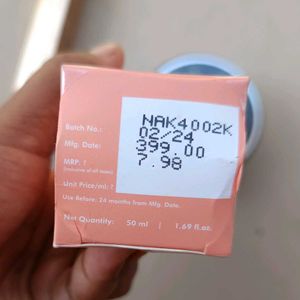 Batch No.: NAK4002K
Mfg. Date: 02/24
MRP: ₹ 399.00
(Inclusive of all taxes)
Unit Price/ml: ₹ 7.98
Use Before: 24 months from Mfg. Date.
Net Quantity: 50 ml | 1.69 fl.oz.